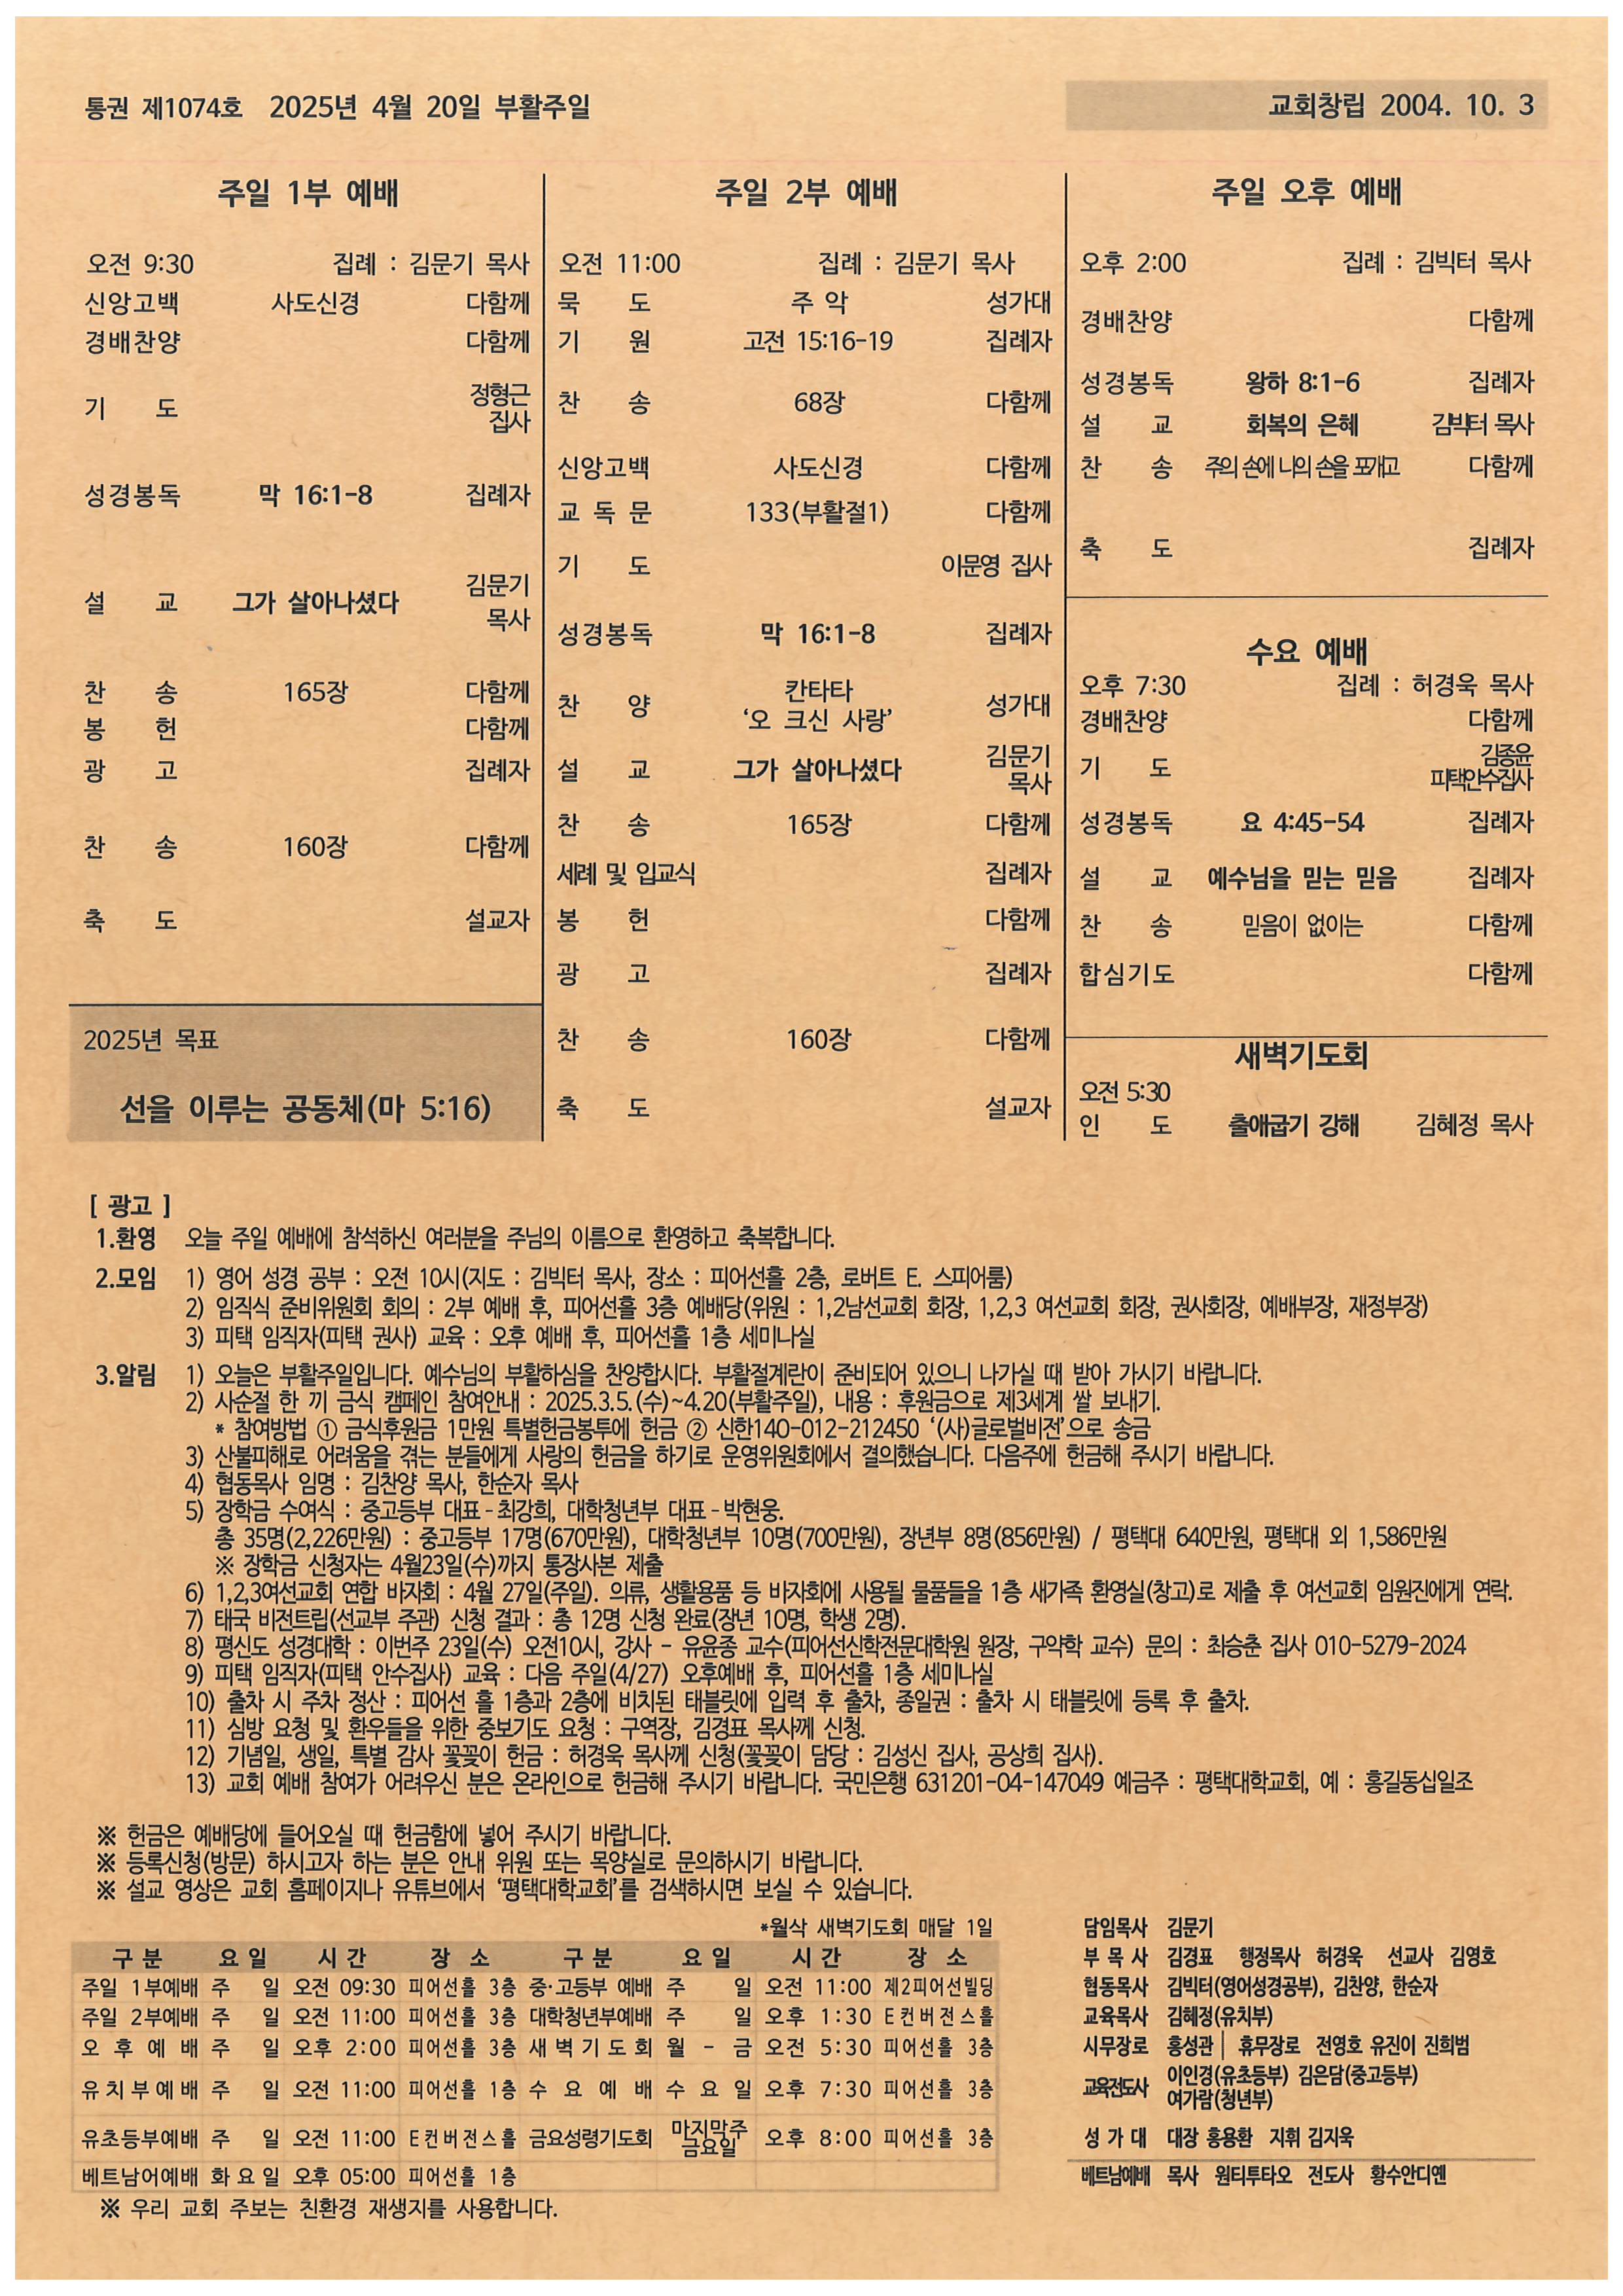 통권 제1074호 2025년 4월 20일 부활주일
교회창립 2004. 10. 3
주일 1부 예배
오전 9:30 집례 : 김문기 목사
신앙고백 사도신경 다함께
경배찬양 다함께
기 도 정형근 집사
성경봉독 막 16:1-8 집례자
설 교 그가 살아나셨다 김문기 목사
찬 송 165장 다함께
봉 헌 다함께
광 고 집례자
찬 송 160장 다함께
축 도 설교자
2025년 목표
선을 이루는 공동체(마 5:16)
주일 2부 예배
오전 11:00 집례 : 김문기 목사
묵 도 주 악 성가대
기 원 고전 15:16-19 집례자
찬 송 68장 다함께
신앙고백 사도신경 다함께
교 독 문 133(부활절1) 다함께
기 도 이문영 집사
성경봉독 막 16:1-8 집례자
찬 양 칸타타 '오 크신 사랑' 성가대
설 교 그가 살아나셨다 김문기 목사
찬 송 165장 다함께
세례 및 입교식 집례자
봉 헌 다함께
광 고 집례자
찬 송 160장 다함께
축 도 설교자
주일 오후 예배
오후 2:00 집례 : 김빅터 목사
경배찬양 다함께
성경봉독 왕하 8:1-6 집례자
설 교 회복의 은혜 김빅터 목사
찬 송 주의 손에 나의 손을 포개고 다함께
축 도 집례자
수요 예배
오후 7:30 집례 : 허경욱 목사
경배찬양 다함께
기 도 김종윤 피택안수집사
성경봉독 요 4:45-54 집례자
설 교 예수님을 믿는 믿음 집례자
찬 송 믿음이 없이는 다함께
합심기도 다함께
새벽기도회
오전 5:30
인 도 출애굽기 강해 김혜정 목사
[ 광고 ]
1.환영 오늘 주일 예배에 참석하신 여러분을 주님의 이름으로 환영하고 축복합니다.
2.모임 1) 영어 성경 공부 : 오전 10시(지도 : 김빅터 목사, 장소 : 피어선홀 2층, 로버트 E. 스피어룸)
2) 임직식 준비위원회 회의 : 2부 예배 후, 피어선홀 3층 예배당(위원 : 1,2남선교회 회장, 1,2,3 여선교회 회장, 권사회장, 예배부장, 재정부장)
3) 피택 임직자(피택 권사) 교육 : 오후 예배 후, 피어선홀 1층 세미나실
3.알림 1) 오늘은 부활주일입니다. 예수님의 부활하심을 찬양합시다. 부활절계란이 준비되어 있으니 나가실 때 받아 가시기 바랍니다.
2) 사순절 한 끼 금식 캠페인 참여안내 : 2025.3.5.(수)~4.20(부활주일), 내용 : 후원금으로 제3세계 쌀 보내기.
* 참여방법 ① 금식후원금 1만원 특별헌금봉투에 헌금 ② 신한140-012-212450 '(사)글로벌비전'으로 송금
3) 산불피해로 어려움을 겪는 분들에게 사랑의 헌금을 하기로 운영위원회에서 결의했습니다. 다음주에 헌금해 주시기 바랍니다.
4) 협동목사 임명 : 김찬양 목사, 한순자 목사
5) 장학금 수여식 : 중고등부 대표-최강희, 대학청년부 대표-박현웅.
총 35명(2,226만원) : 중고등부 17명(670만원), 대학청년부 10명(700만원), 장년부 8명(856만원) / 평택대 640만원, 평택대 외 1,586만원
※ 장학금 신청자는 4월23일(수)까지 통장사본 제출
6) 1,2,3여선교회 연합 바자회 : 4월 27일(주일). 의류, 생활용품 등 바자회에 사용될 물품들을 1층 새가족 환영실(창고)로 제출 후 여선교회 임원진에게 연락.
7) 태국 비전트립(선교부 주관) 신청 결과 : 총 12명 신청 완료(장년 10명, 학생 2명).
8) 평신도 성경대학 : 이번주 23일(수) 오전10시, 강사 - 유윤종 교수(피어선신학전문대학원 원장, 구약학 교수) 문의 : 최승춘 집사 010-5279-2024
9) 피택 임직자(피택 안수집사) 교육 : 다음 주일(4/27) 오후예배 후, 피어선홀 1층 세미나실
10) 출차 시 주차 정산 : 피어선 홀 1층과 2층에 비치된 태블릿에 입력 후 출차, 종일권 : 출차 시 태블릿에 등록 후 출차.
11) 심방 요청 및 환우들을 위한 중보기도 요청 : 구역장, 김경표 목사께 신청.
12) 기념일, 생일, 특별 감사 꽃꽂이 헌금 : 허경욱 목사께 신청(꽃꽂이 담당 : 김성신 집사, 공상희 집사).
13) 교회 예배 참여가 어려우신 분은 온라인으로 헌금해 주시기 바랍니다. 국민은행 631201-04-147049 예금주 : 평택대학교회, 예 : 홍길동십일조
※ 헌금은 예배당에 들어오실 때 헌금함에 넣어 주시기 바랍니다.
※ 등록신청(방문) 하시고자 하는 분은 안내 위원 또는 목양실로 문의하시기 바랍니다.
※ 설교 영상은 교회 홈페이지나 유튜브에서 '평택대학교회'를 검색하시면 보실 수 있습니다.
*월삭 새벽기도회 매달 1일
구분 요일 시간 장소 구분 요일 시간 장소
주일 1부예배 주 일 오전 09:30 피어선홀 3층 중·고등부 예배 주 일 오전 11:00 제2피어선빌딩
주일 2부예배 주 일 오전 11:00 피어선홀 3층 대학청년부예배 주 일 오후 1:30 E컨버전스홀
오 후 예 배 주 일 오후 2:00 피어선홀 3층 새벽기도회 월 - 금 오전 5:30 피어선홀 3층
유치부예배 주 일 오전 11:00 피어선홀 1층 수 요 예 배 수 요 일 오후 7:30 피어선홀 3층
유초등부예배 주 일 오전 11:00 E컨버전스홀 금요성령기도회 마지막주 금요일 오후 8:00 피어선홀 3층
베트남어예배 화요일 오후 05:00 피어선홀 1층
※ 우리 교회 주보는 친환경 재생지를 사용합니다.
담임목사 김문기
부 목 사 김경표 행정목사 허경욱 선교사 김영호
협동목사 김빅터(영어성경공부), 김찬양, 한순자
교육목사 김혜정(유치부)
시무장로 홍성관 | 휴무장로 전영호 유진이 진희범
교육전도사 이인경(유초등부) 김은담(중고등부)
여가람(청년부)
성 가 대 대장 홍용환 지휘 김지욱
베트남예배 목사 원티투타오 전도사 황수안디엔